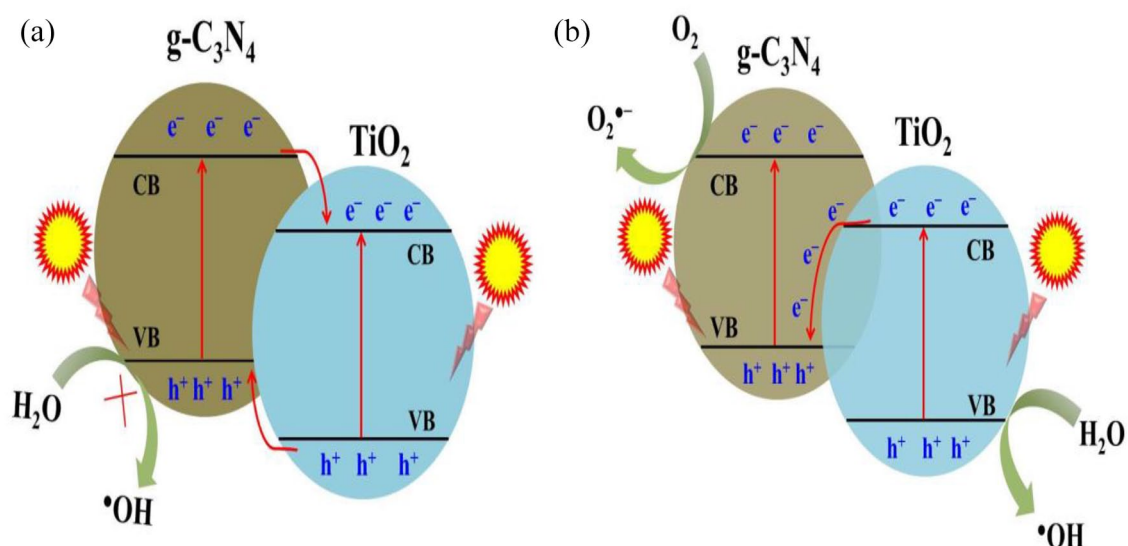 (a)
g-C₃N₄
e⁻ e⁻ e⁻
TiO₂
CB
e⁻ e⁻ e⁻
CB
VB
h⁺ h⁺ h⁺
H₂O
VB
h⁺ h⁺ h⁺
•OH
(b)
O₂
g-C₃N₄
O₂•⁻
e⁻ e⁻ e⁻
TiO₂
CB
e⁻ e⁻ e⁻ e⁻
CB
e⁻
e⁻
VB
h⁺ h⁺ h⁺
VB
H₂O
h⁺ h⁺ h⁺
•OH